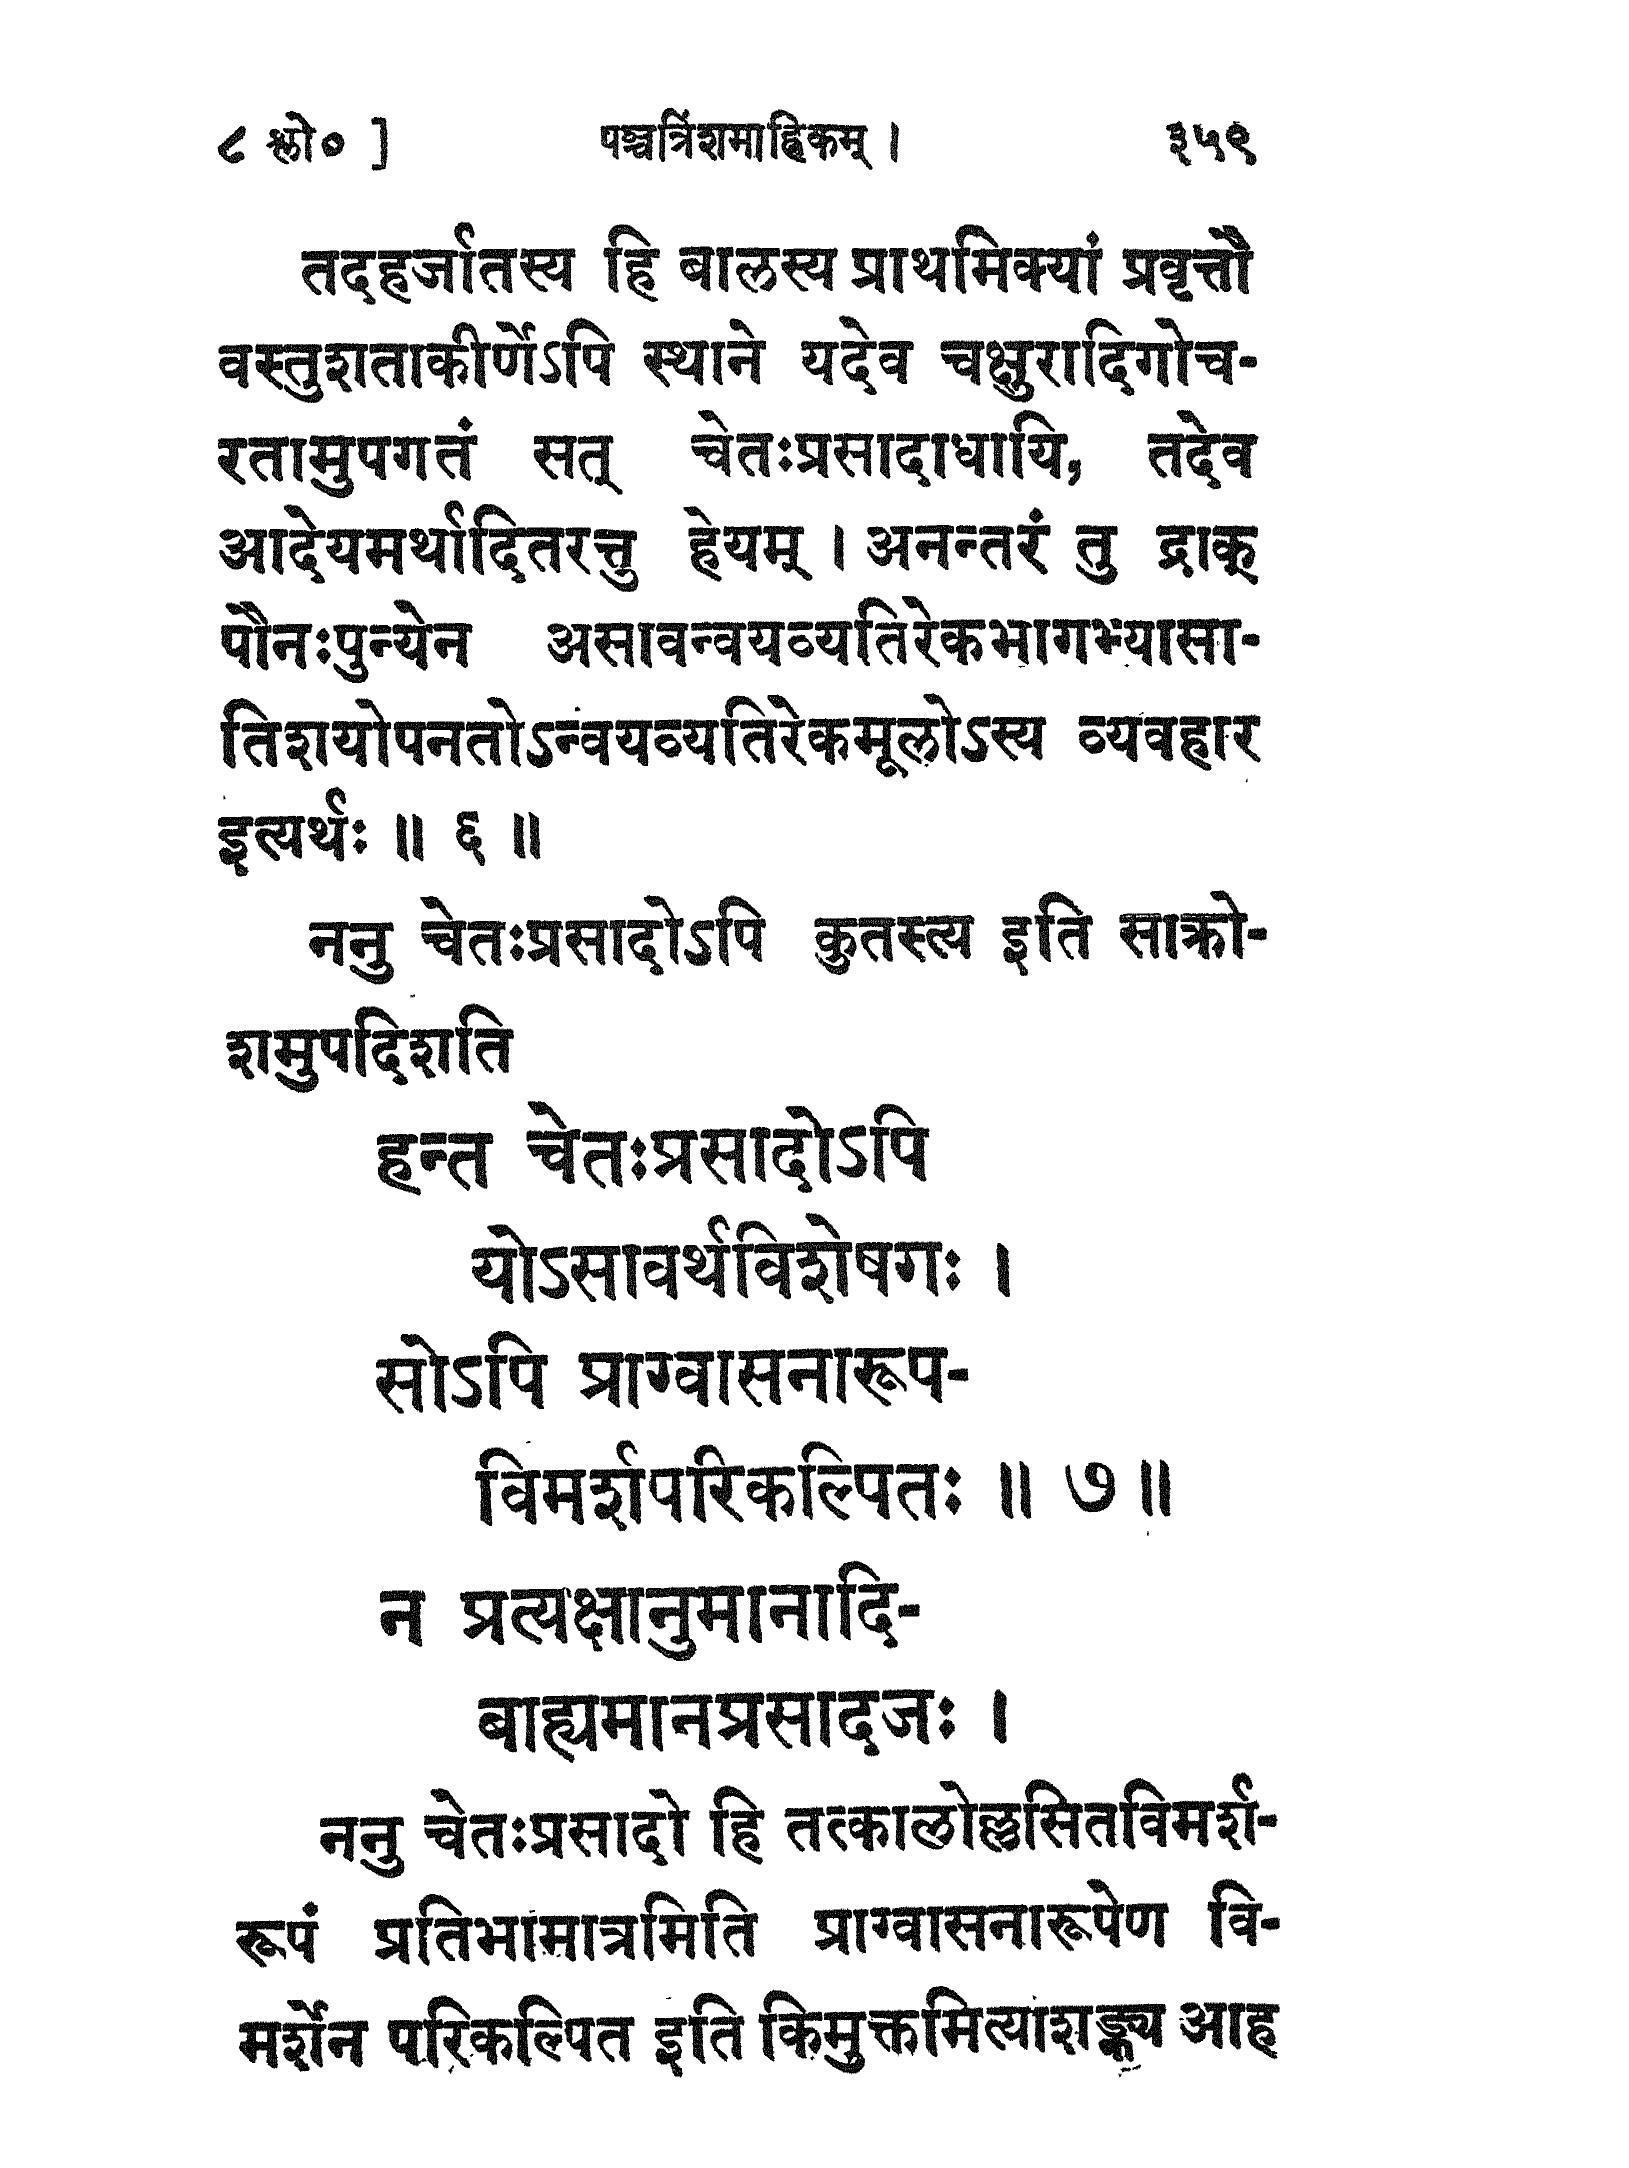 ८ श्लो० ] पञ्चत्रिंशमाह्निकम् । ३५९
तदहर्जातस्य हि बालस्य प्राथमिक्यां प्रवृत्तौ
वस्तुशताकीर्णेऽपि स्थाने यदेव चक्षुरादिगोच-
रतामुपगतं सत् चेतःप्रसादाधायि, तदेव
आदेयमर्थादितरत्तु हेयम् । अनन्तरं तु द्राक्
पौनःपुन्येन असावन्वयव्यतिरेकभागभ्यासा-
तिशयोपनतोऽन्वयव्यतिरेकमूलोऽस्य व्यवहार
इत्यर्थः ॥ ६ ॥
ननु चेतःप्रसादोऽपि कुतस्त्य इति साक्रो-
शमुपदिशति
हन्त चेतःप्रसादोऽपि
योऽसावर्थविशेषगः ।
सोऽपि प्राग्वासनारूप-
विमर्शपरिकल्पितः ॥ ७ ॥
न प्रत्यक्षानुमानादि-
बाह्यमानप्रसादजः ।
ननु चेतःप्रसादो हि तत्कालोल्लसितविमर्श-
रूपं प्रतिभामात्रमिति प्राग्वासनारूपेण वि-
मर्शेन परिकल्पित इति किमुक्तमित्याशङ्क्य आह